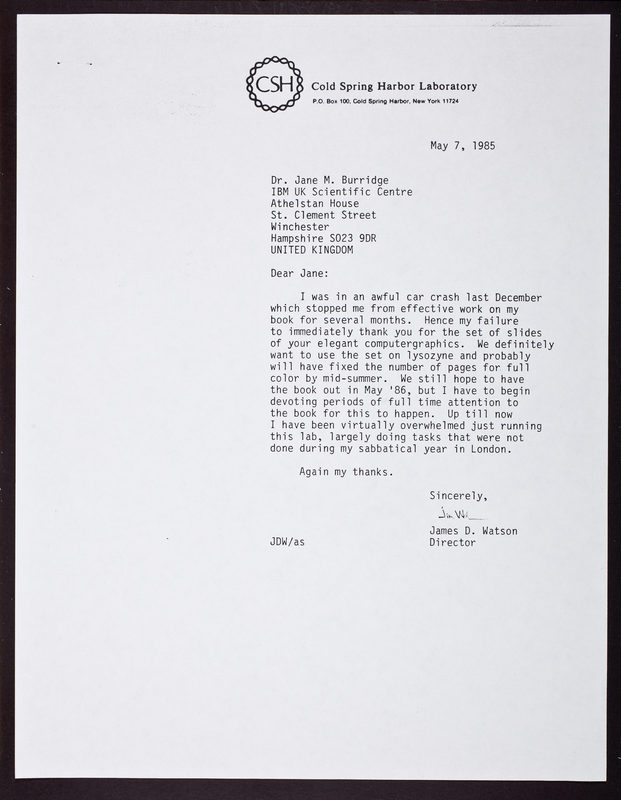 CSH
Cold Spring Harbor Laboratory
P.O. Box 100, Cold Spring Harbor, New York 11724
May 7, 1985
Dr. Jane M. Burridge
IBM UK Scientific Centre
Athelstan House
St. Clement Street
Winchester
Hampshire SO23 9DR
UNITED KINGDOM
Dear Jane:
I was in an awful car crash last December
which stopped me from effective work on my
book for several months. Hence my failure
to immediately thank you for the set of slides
of your elegant computergraphics. We definitely
want to use the set on lysozyne and probably
will have fixed the number of pages for full
color by mid-summer. We still hope to have
the book out in May '86, but I have to begin
devoting periods of full time attention to
the book for this to happen. Up till now
I have been virtually overwhelmed just running
this lab, largely doing tasks that were not
done during my sabbatical year in London.
Again my thanks.
Sincerely,
James D. Watson
JDW/as Director